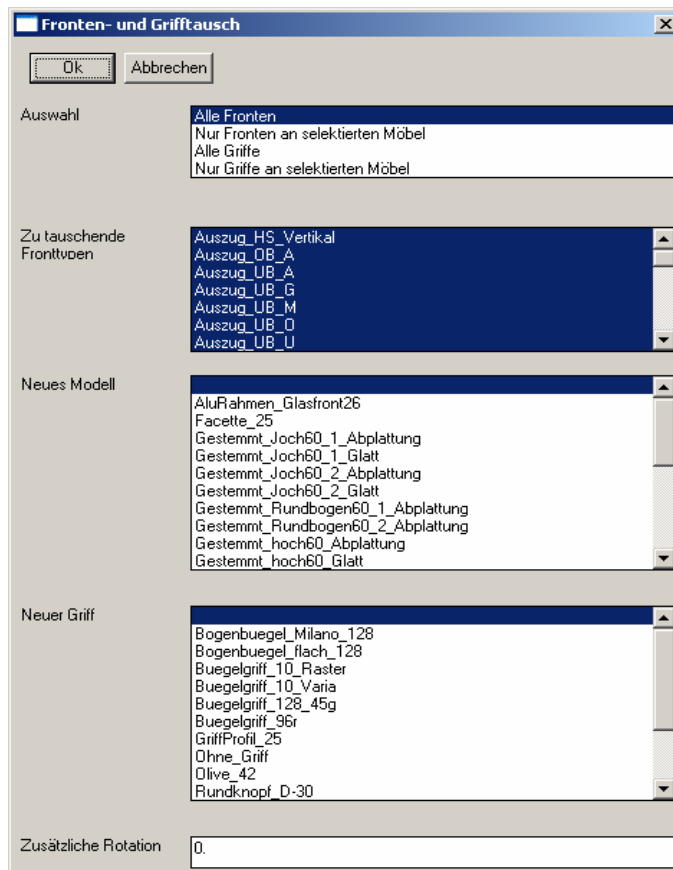 Fronten- und Grifftausch
Ok
Abbrechen
Auswahl
Alle Fronten
Nur Fronten an selektierten Möbel
Alle Griffe
Nur Griffe an selektierten Möbel
Zu tauschende
Fronttypen
Auszug_HS_Vertikal
Auszug_OB_A
Auszug_UB_A
Auszug_UB_G
Auszug_UB_M
Auszug_UB_O
Auszug_UB_U
Neues Modell
AluRahmen_Glasfront26
Facette_25
Gestemmt_Joch60_1_Abplattung
Gestemmt_Joch60_1_Glatt
Gestemmt_Joch60_2_Abplattung
Gestemmt_Joch60_2_Glatt
Gestemmt_Rundbogen60_1_Abplattung
Gestemmt_Rundbogen60_2_Abplattung
Gestemmt_hoch60_Abplattung
Gestemmt_hoch60_Glatt
Neuer Griff
Bogenbuegel_Milano_128
Bogenbuegel_flach_128
Buegelgriff_10_Raster
Buegelgriff_10_Varia
Buegelgriff_128_45g
Buegelgriff_96r
GriffProfil_25
Ohne_Griff
Olive_42
Rundknopf_D-30
Zusätzliche Rotation
0.